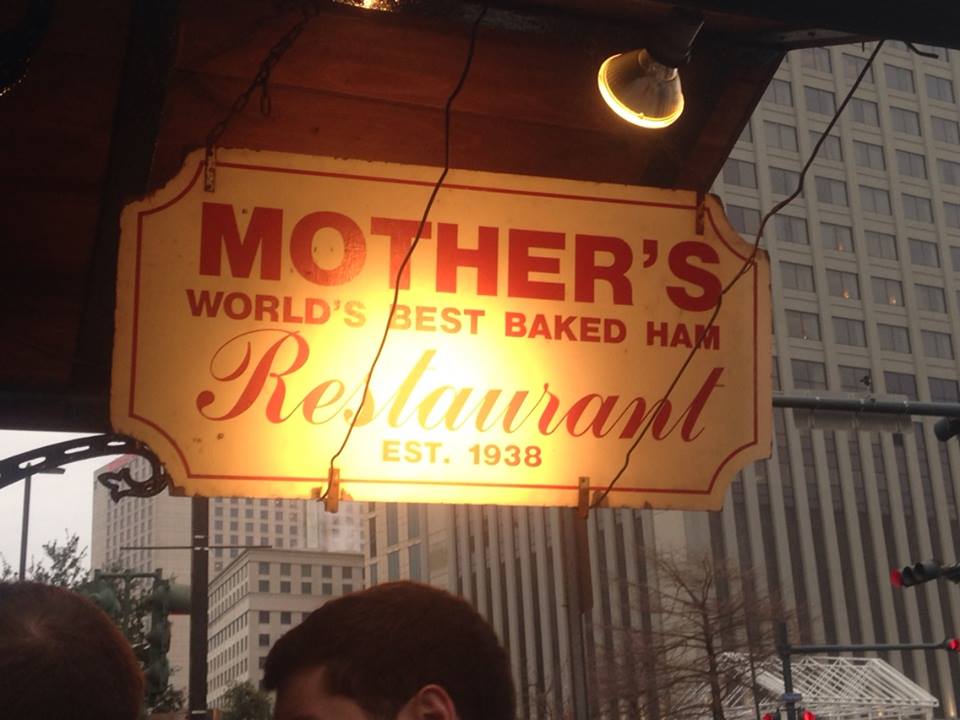 MOTHER'S
WORLD'S BEST BAKED HAM
Restaurant
EST. 1938